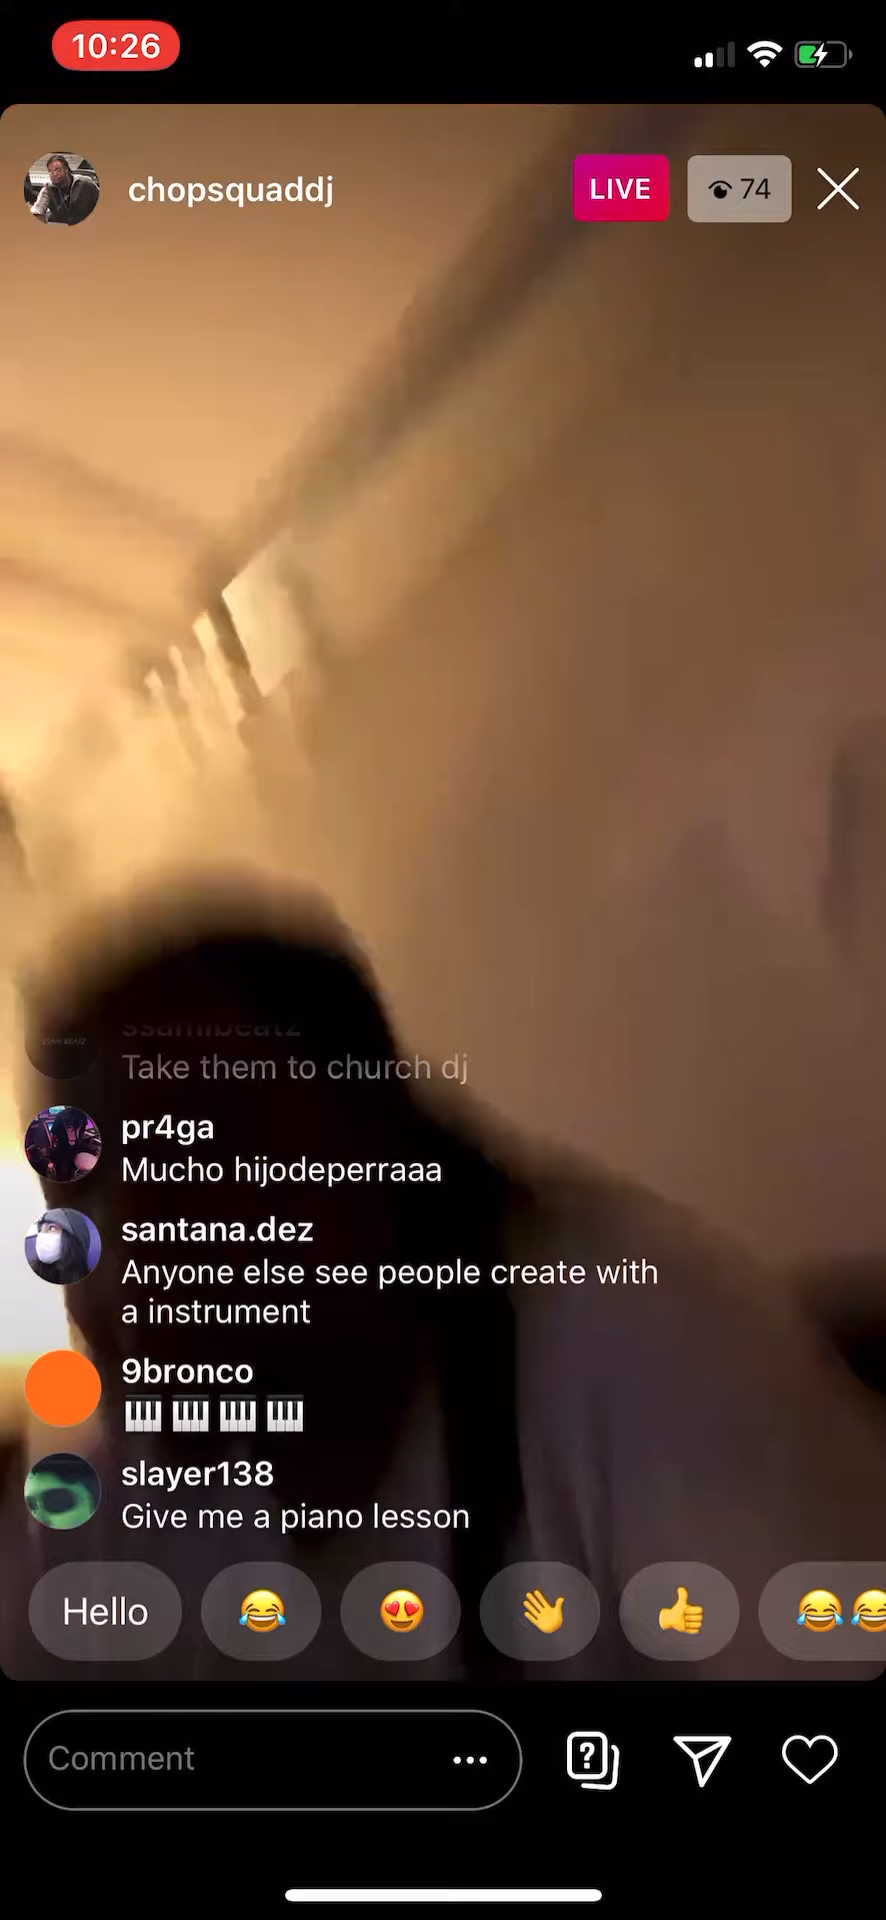 10:26
chopsquaddj
LIVE
74
ssamibeatz
Take them to church dj
pr4ga
Mucho hijodeperraaa
santana.dez
Anyone else see people create with
a instrument
9bronco
🎹 🎹 🎹 🎹
slayer138
Give me a piano lesson
Hello 😂 😍 👋 👍 😂😂
Comment